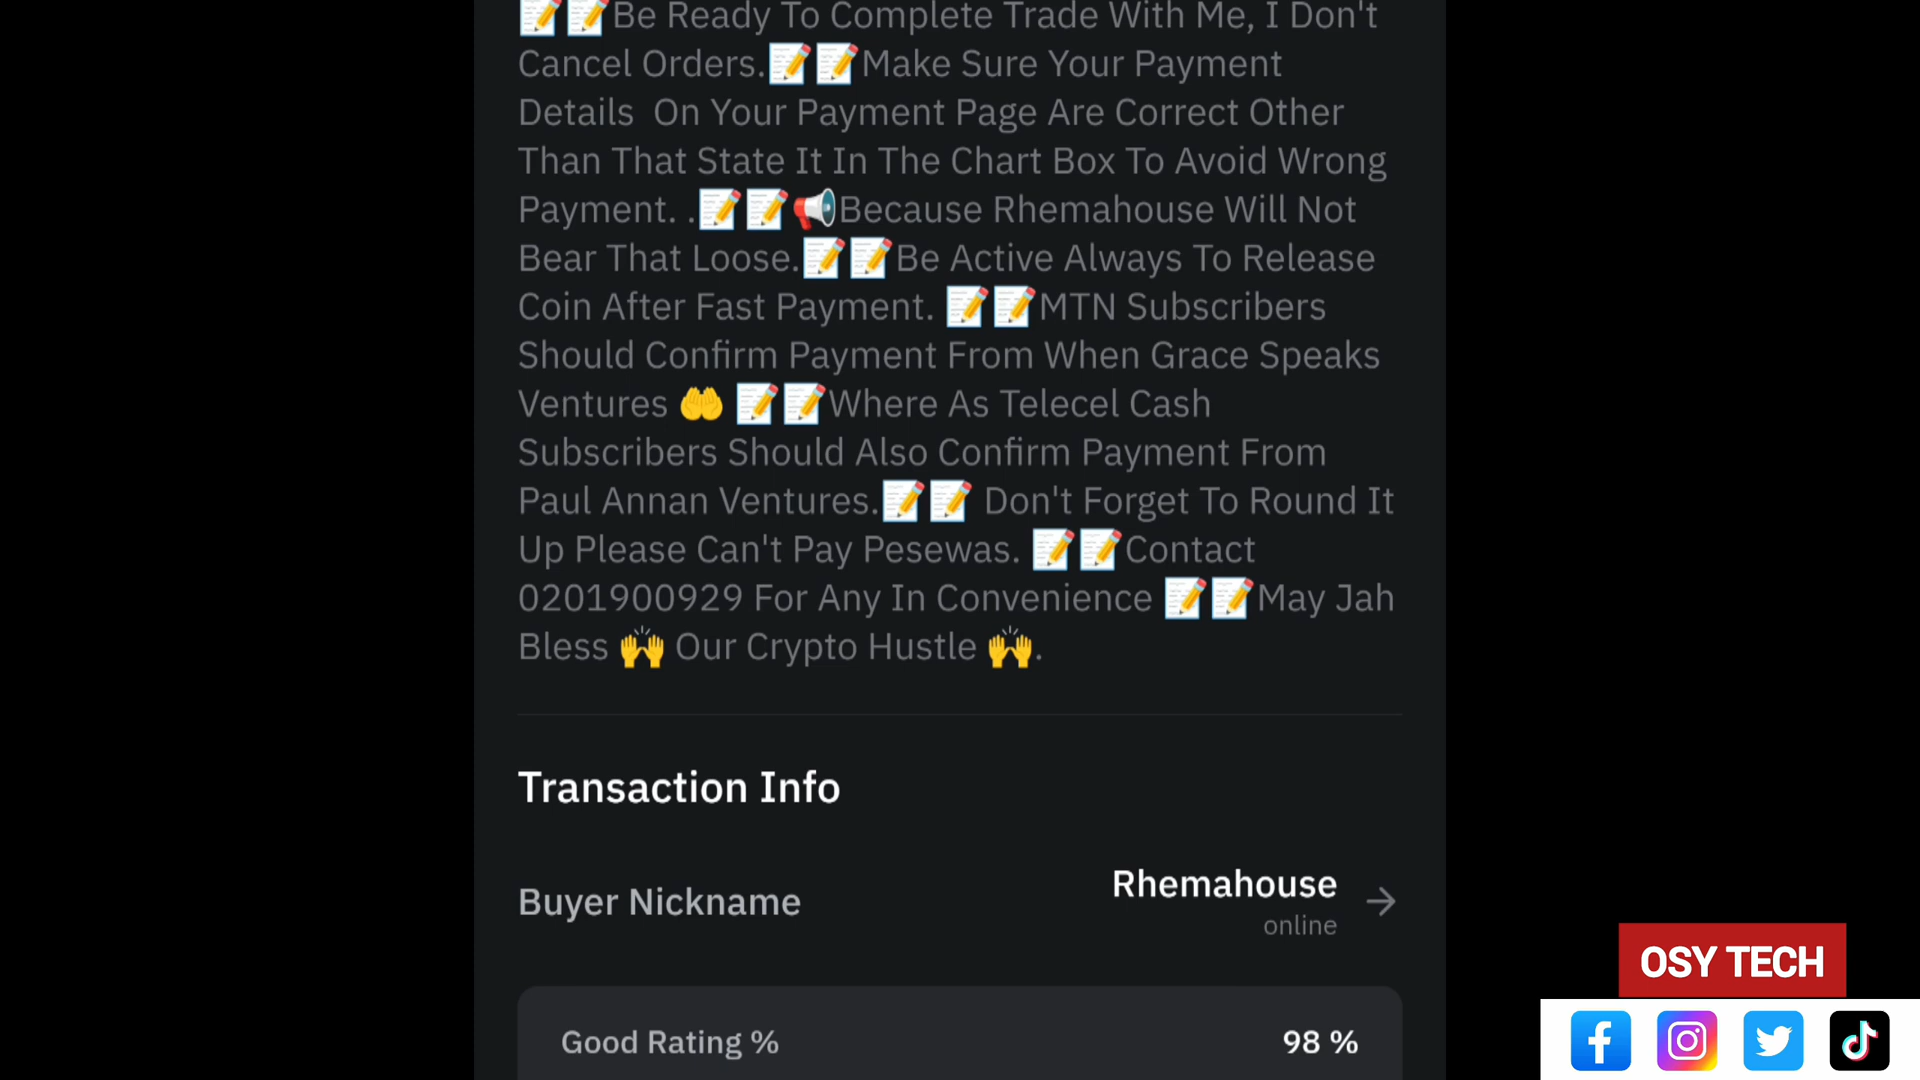 📝📝Be Ready To Complete Trade With Me, I Don't
Cancel Orders.📝📝Make Sure Your Payment
Details  On Your Payment Page Are Correct Other
Than That State It In The Chart Box To Avoid Wrong
Payment. .📝📝📢Because Rhemahouse Will Not
Bear That Loose.📝📝Be Active Always To Release
Coin After Fast Payment. 📝📝MTN Subscribers
Should Confirm Payment From When Grace Speaks
Ventures 🤲 📝📝Where As Telecel Cash
Subscribers Should Also Confirm Payment From
Paul Annan Ventures.📝📝 Don't Forget To Round It
Up Please Can't Pay Pesewas. 📝📝Contact
0201900929 For Any In Convenience 📝📝May Jah
Bless 🙌 Our Crypto Hustle 🙌.
Transaction Info
Buyer Nickname
Rhemahouse
online
Good Rating %
98 %
OSY TECH